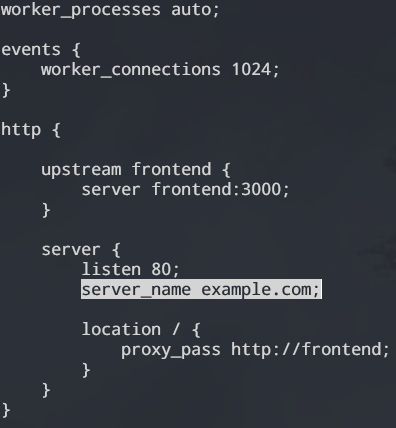 worker_processes auto;
events {
worker_connections 1024;
}
http {
upstream frontend {
server frontend:3000;
}
server {
listen 80;
server_name example.com;
location / {
proxy_pass http://frontend;
}
}
}